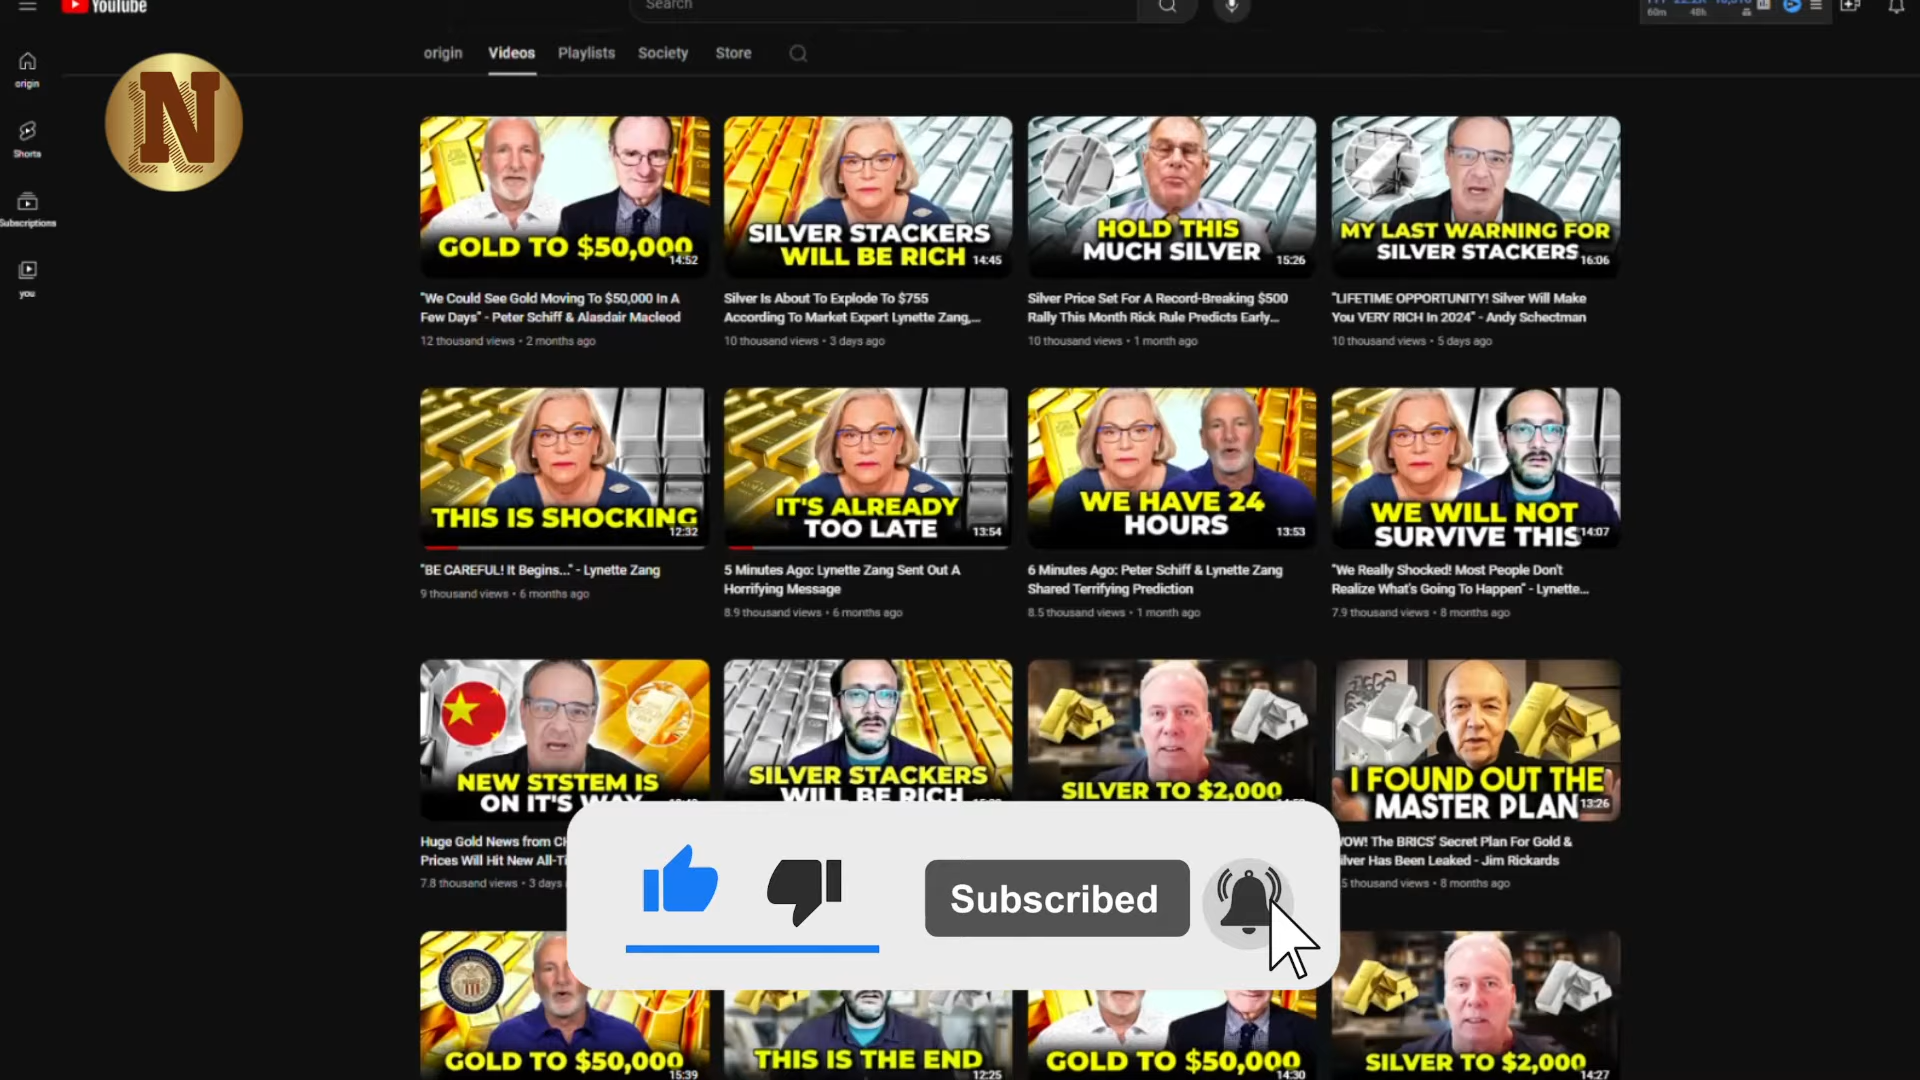 YouTube
Search
60m
48h
origin
Videos
Playlists
Society
Store
origin
Shorts
Subscriptions
you
N
GOLD TO $50,000
14:52
"We Could See Gold Moving To $50,000 In A
Few Days" - Peter Schiff & Alasdair Macleod
12 thousand views • 2 months ago
SILVER STACKERS
WILL BE RICH
14:45
Silver Is About To Explode To $755
According To Market Expert Lynette Zang,...
10 thousand views • 3 days ago
HOLD THIS
MUCH SILVER
15:26
Silver Price Set For A Record-Breaking $500
Rally This Month Rick Rule Predicts Early...
10 thousand views • 1 month ago
MY LAST WARNING FOR
SILVER STACKERS
16:06
"LIFETIME OPPORTUNITY! Silver Will Make
You VERY RICH In 2024" - Andy Schectman
10 thousand views • 5 days ago
THIS IS SHOCKING
12:32
"BE CAREFUL! It Begins..." - Lynette Zang
9 thousand views • 6 months ago
IT'S ALREADY
TOO LATE
13:54
5 Minutes Ago: Lynette Zang Sent Out A
Horrifying Message
8.9 thousand views • 6 months ago
WE HAVE 24
HOURS
13:53
6 Minutes Ago: Peter Schiff & Lynette Zang
Shared Terrifying Prediction
8.5 thousand views • 1 month ago
WE WILL NOT
SURVIVE THIS
14:07
"We Really Shocked! Most People Don't
Realize What's Going To Happen" - Lynette...
7.9 thousand views • 8 months ago
NEW STSTEM IS
ON IT'S WAY
Huge Gold News from
Prices Will Hit New
7.8 thousand views • 3 days
SILVER STACKERS
WILL BE RICH
SILVER TO $2,000
I FOUND OUT THE
MASTER PLAN
13:26
The BRICS' Secret Plan For Gold &
Has Been Leaked - Jim Rickards
thousand views • 8 months ago
Subscribed
GOLD TO $50,000
15:39
THIS IS THE END
12:25
GOLD TO $50,000
14:30
SILVER TO $2,000
14:27